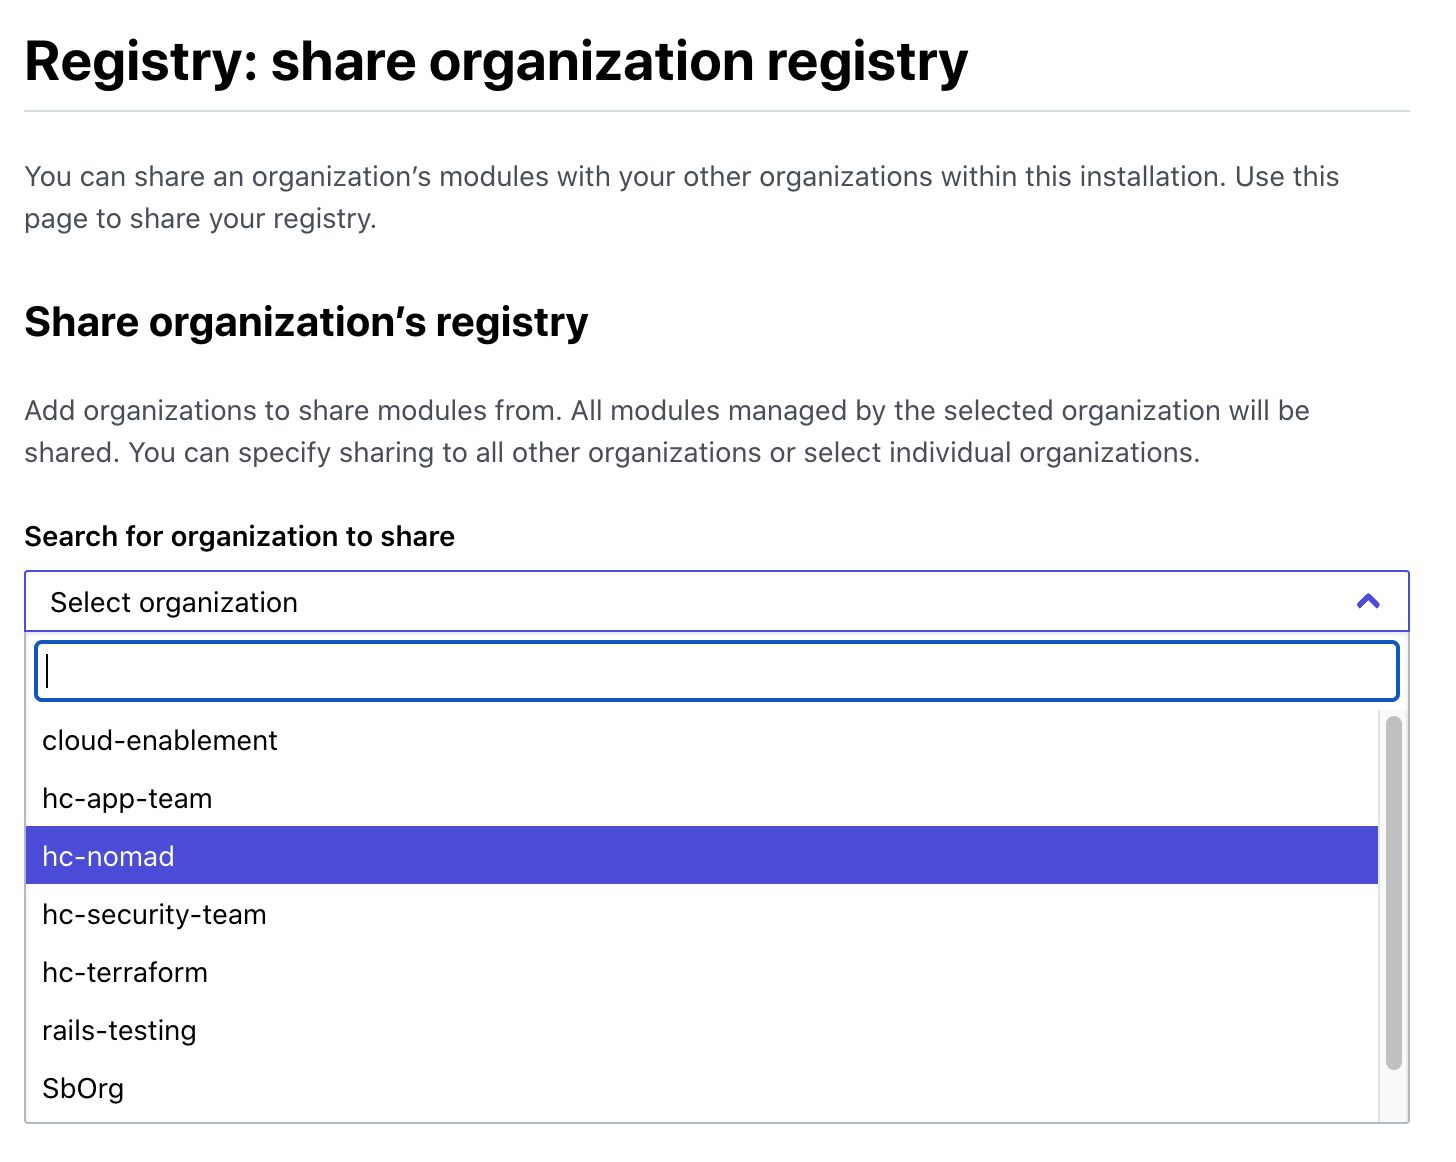 Registry: share organization registry
You can share an organization’s modules with your other organizations within this installation. Use this
page to share your registry.
Share organization’s registry
Add organizations to share modules from. All modules managed by the selected organization will be
shared. You can specify sharing to all other organizations or select individual organizations.
Search for organization to share
Select organization
cloud-enablement
hc-app-team
hc-nomad
hc-security-team
hc-terraform
rails-testing
SbOrg